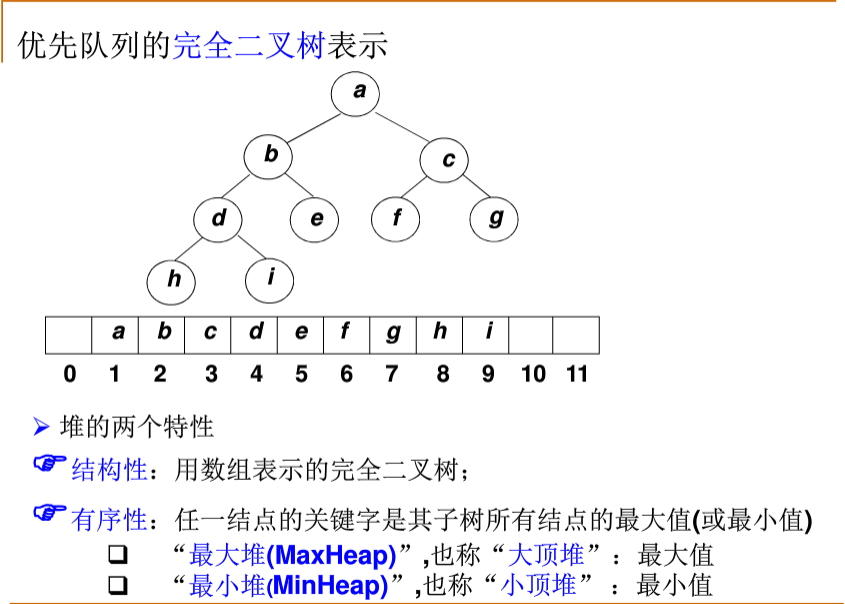 优先队列的完全二叉树表示
a
b c
d e f g
h i
a b c d e f g h i
0 1 2 3 4 5 6 7 8 9 10 11
堆的两个特性
结构性：用数组表示的完全二叉树；
有序性：任一结点的关键字是其子树所有结点的最大值(或最小值)
“最大堆(MaxHeap)”,也称“大顶堆”：最大值
“最小堆(MinHeap)”,也称“小顶堆” ：最小值